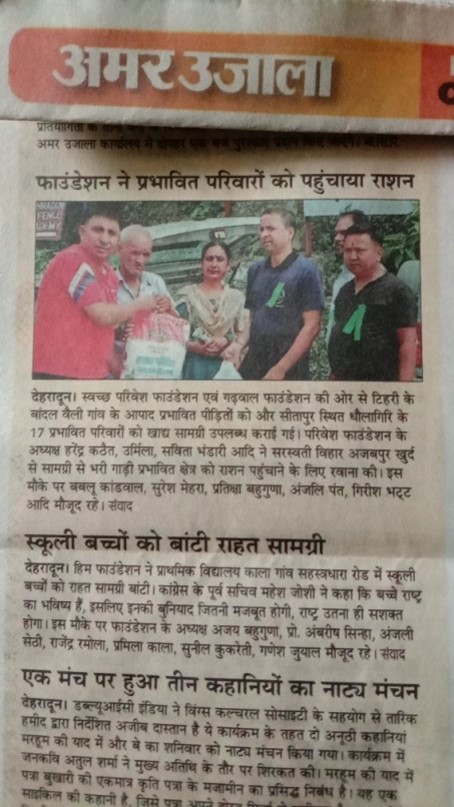 अमर उजाला
अमर उजाला कार्यालय में दोपहर एक बजे पुरस्कार प्रदान किए जाएंगे।
फाउंडेशन ने प्रभावित परिवारों को पहुंचाया राशन
देहरादून। स्वच्छ परिवेश फाउंडेशन एवं गढ़वाल फाउंडेशन की ओर से टिहरी के
बांदल वैली गांव के आपाद प्रभावित पीड़ितों को और सीतापुर स्थित धौलागिरि के
17 प्रभावित परिवारों को खाद्य सामग्री उपलब्ध कराई गई। परिवेश फाउंडेशन के
अध्यक्ष हरेंद्र कठैत, उर्मिला, सविता भंडारी आदि ने सरस्वती विहार अजबपुर खुर्द
से सामग्री से भरी गाड़ी प्रभावित क्षेत्र को राशन पहुंचाने के लिए रवाना की। इस
मौके पर बबलू कांडवाल, सुरेश मेहरा, प्रतिक्षा बहुगुणा, अंजलि पंत, गिरीश भट्ट
आदि मौजूद रहे। संवाद
स्कूली बच्चों को बांटी राहत सामग्री
देहरादून। हिम फाउंडेशन ने प्राथमिक विद्यालय काला गांव सहस्त्रधारा रोड में स्कूली
बच्चों को राहत सामग्री बांटी। कांग्रेस के पूर्व सचिव महेश जोशी ने कहा कि बच्चे राष्ट्र
का भविष्य हैं, इसलिए इनकी बुनियाद जितनी मजबूत होगी, राष्ट्र उतना ही सशक्त
होगा। इस मौके पर फाउंडेशन के अध्यक्ष अजय बहुगुणा, प्रो. अंबरीष सिन्हा, अंजली
सेठी, राजेंद्र रमोला, प्रमिला काला, सुनील कुकरेती, गणेश जुयाल मौजूद रहे। संवाद
एक मंच पर हुआ तीन कहानियों का नाट्य मंचन
देहरादून। डब्ल्यूआईसी इंडिया ने विंग्स कल्चरल सोसाइटी के सहयोग से तारिक
हमीद द्वारा निर्देशित अजीब दास्तान है ये कार्यक्रम के तहत दो अनूठी कहानियां
मरहूम की याद में और बे का शनिवार को नाट्य मंचन किया गया। कार्यक्रम में
जनकवि अतुल शर्मा ने मुख्य अतिथि के तौर पर शिरकत की। मरहूम की याद में
पत्रा बुखारी की एकमात्र कृति पत्रा के मजामीन का प्रसिद्ध निबंध है। यह एक
साइकिल की कहानी है, जिसे पत्रा अपने